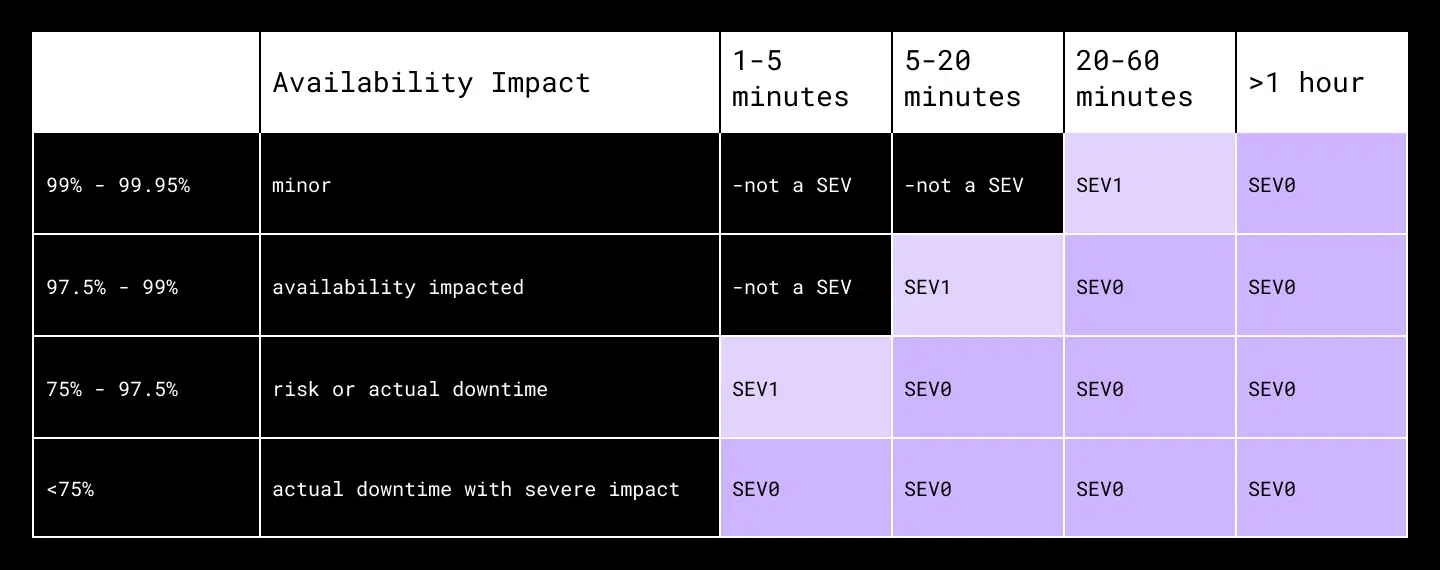 Availability Impact
1-5
minutes
5-20
minutes
20-60
minutes
>1 hour
99% - 99.95%
minor
-not a SEV
-not a SEV
SEV1
SEV0
97.5% - 99%
availability impacted
-not a SEV
SEV1
SEV0
SEV0
75% - 97.5%
risk or actual downtime
SEV1
SEV0
SEV0
SEV0
<75%
actual downtime with severe impact
SEV0
SEV0
SEV0
SEV0